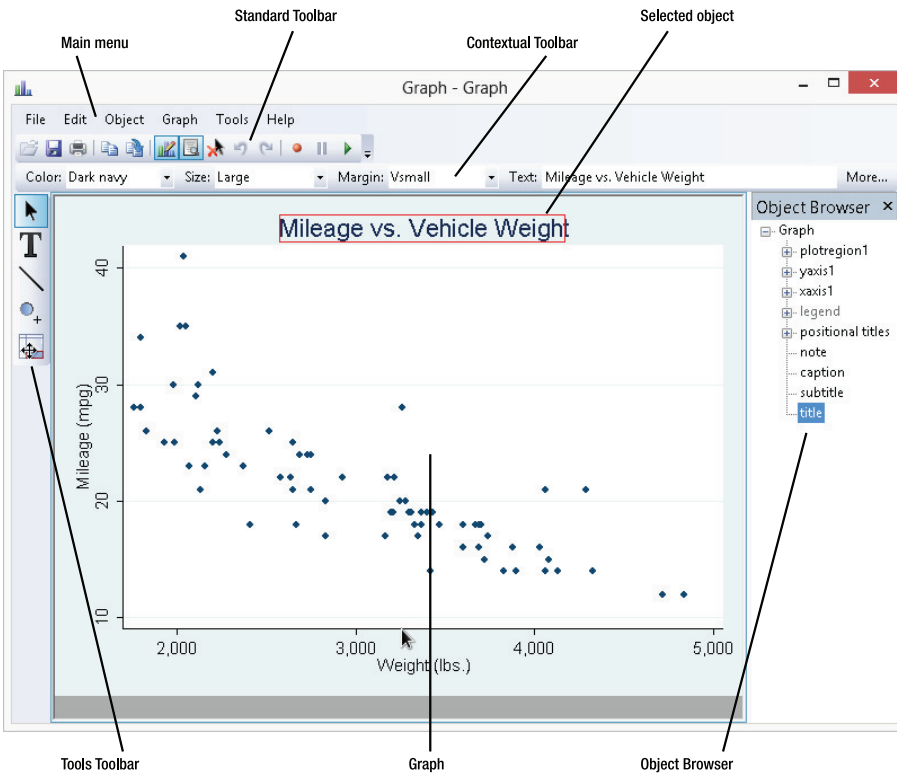 Standard Toolbar
Selected object
Main menu
Contextual Toolbar
Graph - Graph
File Edit Object Graph Tools Help
Color: Dark navy Size: Large Margin: Vsmall Text: Mileage vs. Vehicle Weight More...
Object Browser
T
Mileage vs. Vehicle Weight
Graph
plotregion1
yaxis1
xaxis1
legend
positional titles
note
caption
subtitle
title
Mileage (mpg)
40
30
20
10
2,000 3,000 4,000 5,000
Weight (lbs.)
Tools Toolbar
Graph
Object Browser